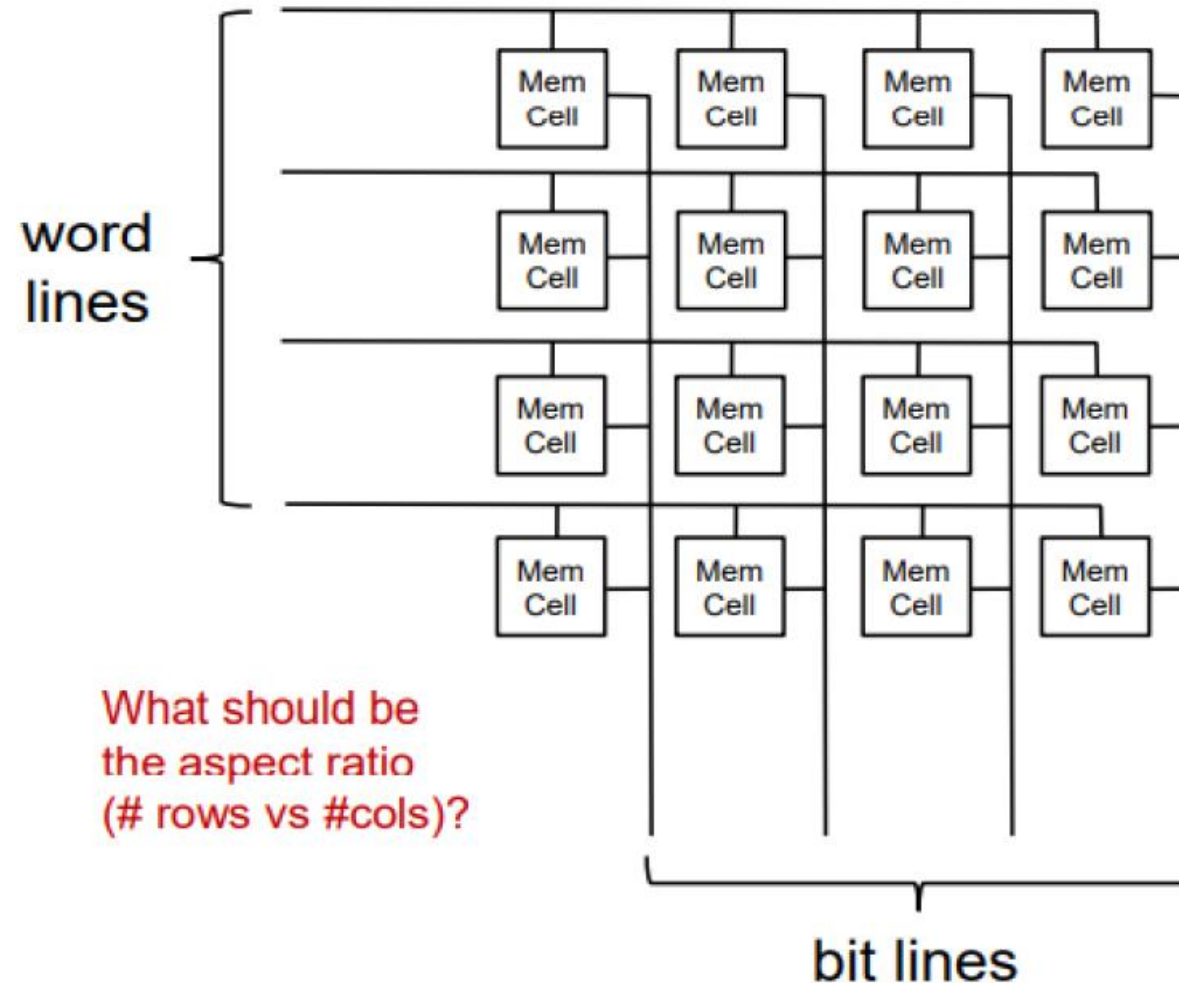 Mem
Cell
Mem
Cell
Mem
Cell
Mem
Cell
word
lines
Mem
Cell
Mem
Cell
Mem
Cell
Mem
Cell
Mem
Cell
Mem
Cell
Mem
Cell
Mem
Cell
Mem
Cell
Mem
Cell
Mem
Cell
Mem
Cell
What should be
the aspect ratio
(# rows vs #cols)?
bit lines